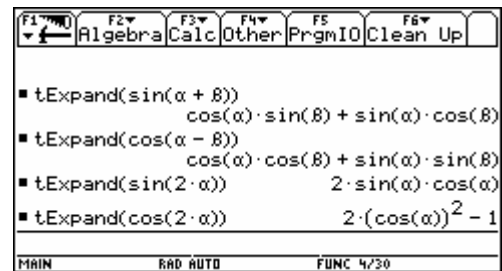 F1 F2 F3 F4 F5 F6
Algebra Calc Other PrgmIO Clean Up
▪ tExpand(sin(α + β))
cos(α)·sin(β) + sin(α)·cos(β)
▪ tExpand(cos(α - β))
cos(α)·cos(β) + sin(α)·sin(β)
▪ tExpand(sin(2·α)) 2·sin(α)·cos(α)
▪ tExpand(cos(2·α)) 2·(cos(α))² - 1
MAIN RAD AUTO FUNC 4/30